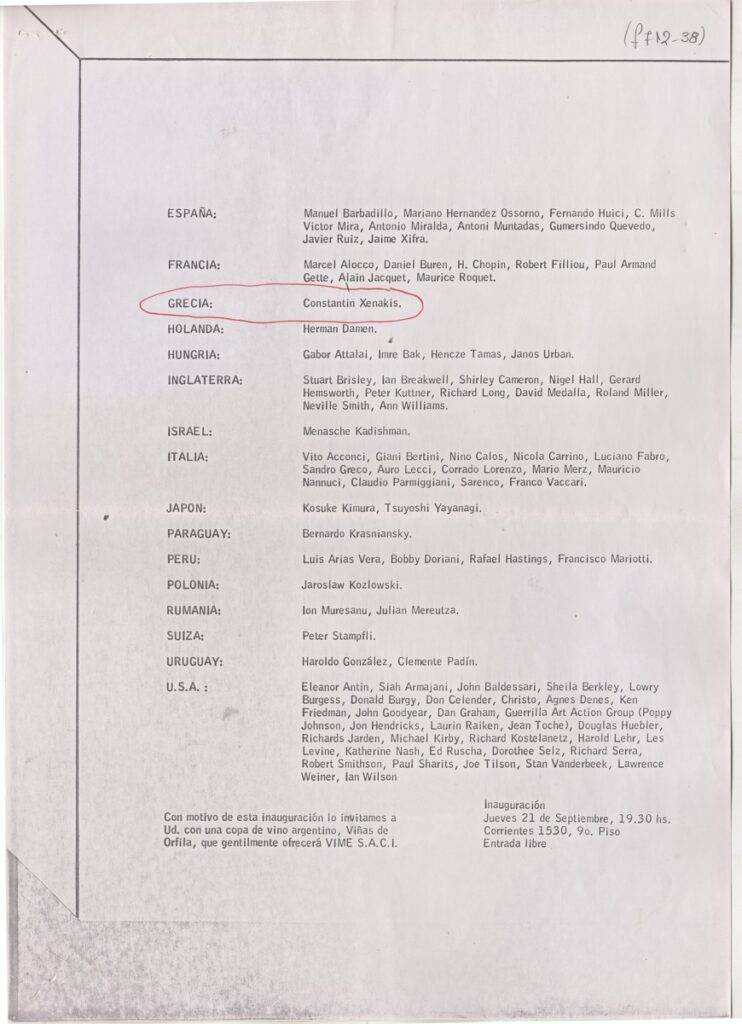 (f712-38)
ESPAÑA: Manuel Barbadillo, Mariano Hernandez Ossorno, Fernando Huici, C. Mills
Victor Mira, Antonio Miralda, Antoni Muntadas, Gumersindo Quevedo,
Javier Ruiz, Jaime Xifra.
FRANCIA: Marcel Alocco, Daniel Buren, H. Chopin, Robert Filliou, Paul Armand
Gette, Alain Jacquet, Maurice Roquet.
GRECIA: Constantin Xenakis.
HOLANDA: Herman Damen.
HUNGRIA: Gabor Attalai, Imre Bak, Hencze Tamas, Janos Urban.
INGLATERRA: Stuart Brisley, Ian Breakwell, Shirley Cameron, Nigel Hall, Gerard
Hemsworth, Peter Kuttner, Richard Long, David Medalla, Roland Miller,
Neville Smith, Ann Williams.
ISRAEL: Menasche Kadishman.
ITALIA: Vito Acconci, Giani Bertini, Nino Calos, Nicola Carrino, Luciano Fabro,
Sandro Greco, Auro Lecci, Corrado Lorenzo, Mario Merz, Mauricio
Nannuci, Claudio Parmiggiani, Sarenco, Franco Vaccari.
JAPON: Kosuke Kimura, Tsuyoshi Yayanagi.
PARAGUAY: Bernardo Krasniansky.
PERU: Luis Arias Vera, Bobby Doriani, Rafael Hastings, Francisco Mariotti.
POLONIA: Jaroslaw Kozlowski.
RUMANIA: Ion Muresanu, Julian Mereutza.
SUIZA: Peter Stampfli.
URUGUAY: Haroldo González, Clemente Padín.
U.S.A. : Eleanor Antin, Siah Armajani, John Baldessari, Sheila Berkley, Lowry
Burgess, Donald Burgy, Don Celender, Christo, Agnes Denes, Ken
Friedman, John Goodyear, Dan Graham, Guerrilla Art Action Group (Poppy
Johnson, Jon Hendricks, Laurin Raiken, Jean Toche), Douglas Huebler,
Richards Jarden, Michael Kirby, Richard Kostelanetz, Harold Lehr, Les
Levine, Katherine Nash, Ed Ruscha, Dorothee Selz, Richard Serra,
Robert Smithson, Paul Sharits, Joe Tilson, Stan Vanderbeek, Lawrence
Weiner, Ian Wilson
Con motivo de esta inauguración lo invitamos a
Ud. con una copa de vino argentino, Viñas de
Orfila, que gentilmente ofrecerá VIME S.A.C.I.
Inauguración
Jueves 21 de Septiembre, 19.30 hs.
Corrientes 1530, 9o. Piso
Entrada libre